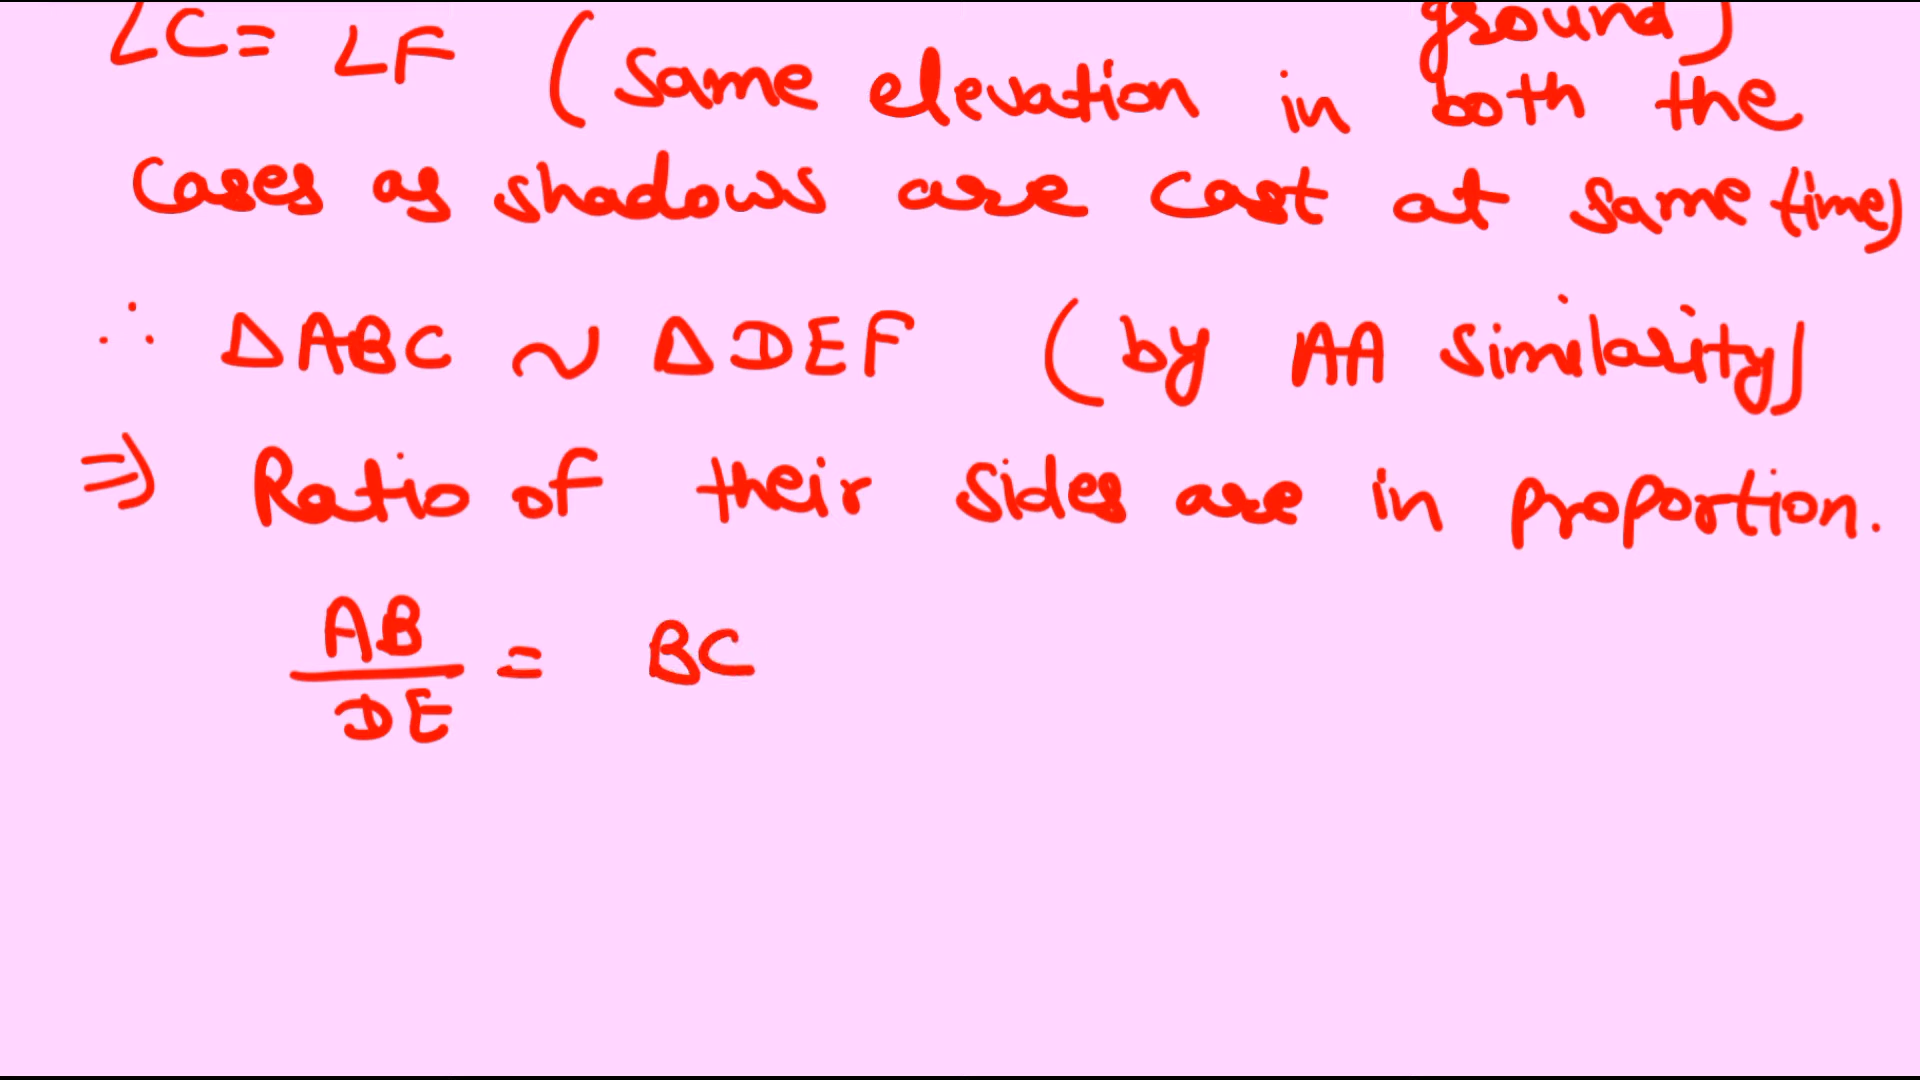 ground)
∠C= ∠F (Same elevation in both the
Cases as shadows are cast at same time)
∴ ΔABC ~ ΔDEF (by AA similarity)
⇒ Ratio of their sides are in proportion.
AB/DE = BC